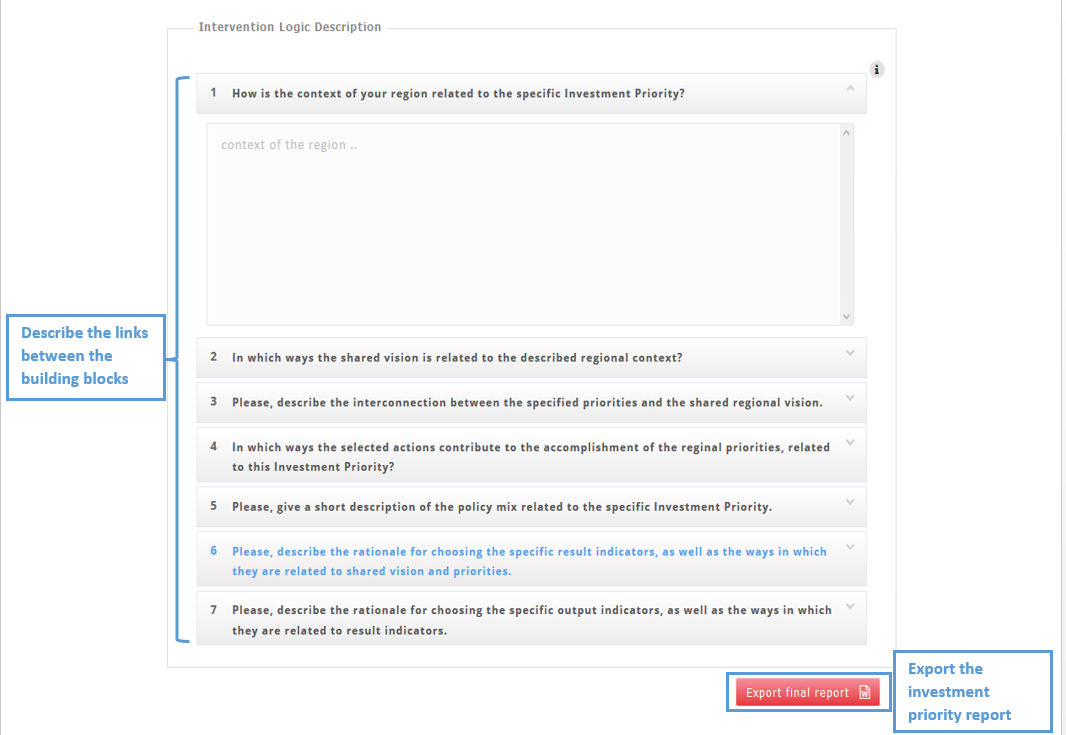 Intervention Logic Description
1 How is the context of your region related to the specific Investment Priority?
context of the region ..
Describe the links
between the
building blocks
2 In which ways the shared vision is related to the described regional context?
3 Please, describe the interconnection between the specified priorities and the shared regional vision.
4 In which ways the selected actions contribute to the accomplishment of the reginal priorities, related
to this Investment Priority?
5 Please, give a short description of the policy mix related to the specific Investment Priority.
6 Please, describe the rationale for choosing the specific result indicators, as well as the ways in which
they are related to shared vision and priorities.
7 Please, describe the rationale for choosing the specific output indicators, as well as the ways in which
they are related to result indicators.
Export final report
Export the
investment
priority report